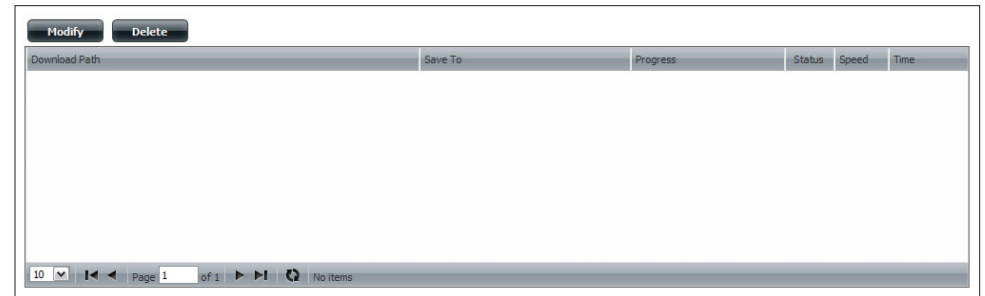 Modify Delete
Download Path Save To Progress Status Speed Time
10 Page 1 of 1 No items